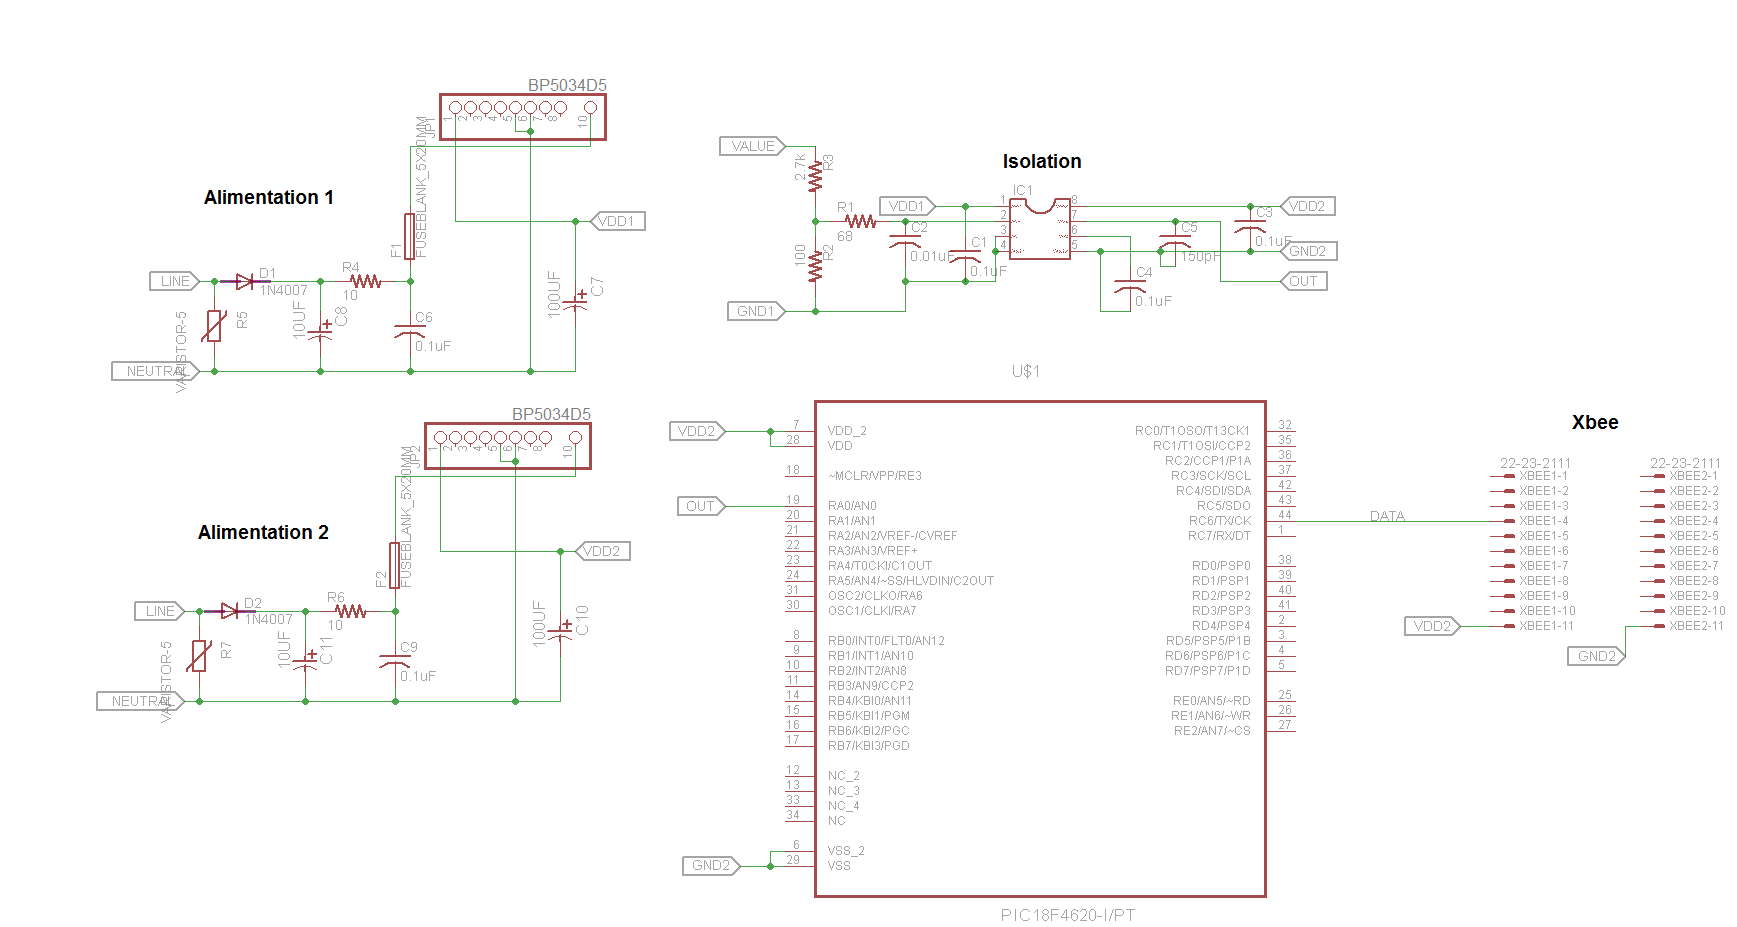 BP5034D5
1
2
3
4
5
6
7
8
10
JP1
Alimentation 1
FUSEBLANK_5X20MM
F1
VDD1
LINE
D1
1N4007
R4
10
R5
VARISTOR-5
10UF
C8
C6
0.1uF
100UF
C7
NEUTRAL
BP5034D5
1
2
3
4
5
6
7
8
10
JP2
Alimentation 2
FUSEBLANK_5X20MM
F2
VDD2
LINE
D2
1N4007
R6
10
R7
VARISTOR-5
10UF
C11
C9
0.1uF
100UF
C10
NEUTRAL
Isolation
VALUE
2.7k
R3
R1
68
100
R2
GND1
VDD1
C2
0.01uF
C1
0.1uF
IC1
1
2
3
4
8
7
6
5
C3
0.1uF
C5
150pF
C4
0.1uF
VDD2
GND2
OUT
U$1
VDD2
7 VDD_2
28 VDD
18 ~MCLR/VPP/RE3
OUT
19 RA0/AN0
20 RA1/AN1
21 RA2/AN2/VREF-/CVREF
22 RA3/AN3/VREF+
23 RA4/T0CKI/C1OUT
24 RA5/AN4/~SS/HLVDIN/C2OUT
31 OSC2/CLKO/RA6
30 OSC1/CLKI/RA7
8 RB0/INT0/FLT0/AN12
9 RB1/INT1/AN10
10 RB2/INT2/AN8
11 RB3/AN9/CCP2
14 RB4/KBI0/AN11
15 RB5/KBI1/PGM
16 RB6/KBI2/PGC
17 RB7/KBI3/PGD
12 NC_2
13 NC_3
33 NC_4
34 NC
GND2
6 VSS_2
29 VSS
RC0/T1OSO/T13CK1 32
RC1/T1OSI/CCP2 35
RC2/CCP1/P1A 36
RC3/SCK/SCL 37
RC4/SDI/SDA 42
RC5/SDO 43
RC6/TX/CK 44
RC7/RX/DT 1
RD0/PSP0 38
RD1/PSP1 39
RD2/PSP2 40
RD3/PSP3 41
RD4/PSP4 2
RD5/PSP5/P1B 3
RD6/PSP6/P1C 4
RD7/PSP7/P1D 5
RE0/AN5/~RD 25
RE1/AN6/~WR 26
RE2/AN7/~CS 27
PIC18F4620-I/PT
DATA
Xbee
22-23-2111
XBEE1-1
XBEE1-2
XBEE1-3
XBEE1-4
XBEE1-5
XBEE1-6
XBEE1-7
XBEE1-8
XBEE1-9
XBEE1-10
XBEE1-11
VDD2
22-23-2111
XBEE2-1
XBEE2-2
XBEE2-3
XBEE2-4
XBEE2-5
XBEE2-6
XBEE2-7
XBEE2-8
XBEE2-9
XBEE2-10
XBEE2-11
GND2